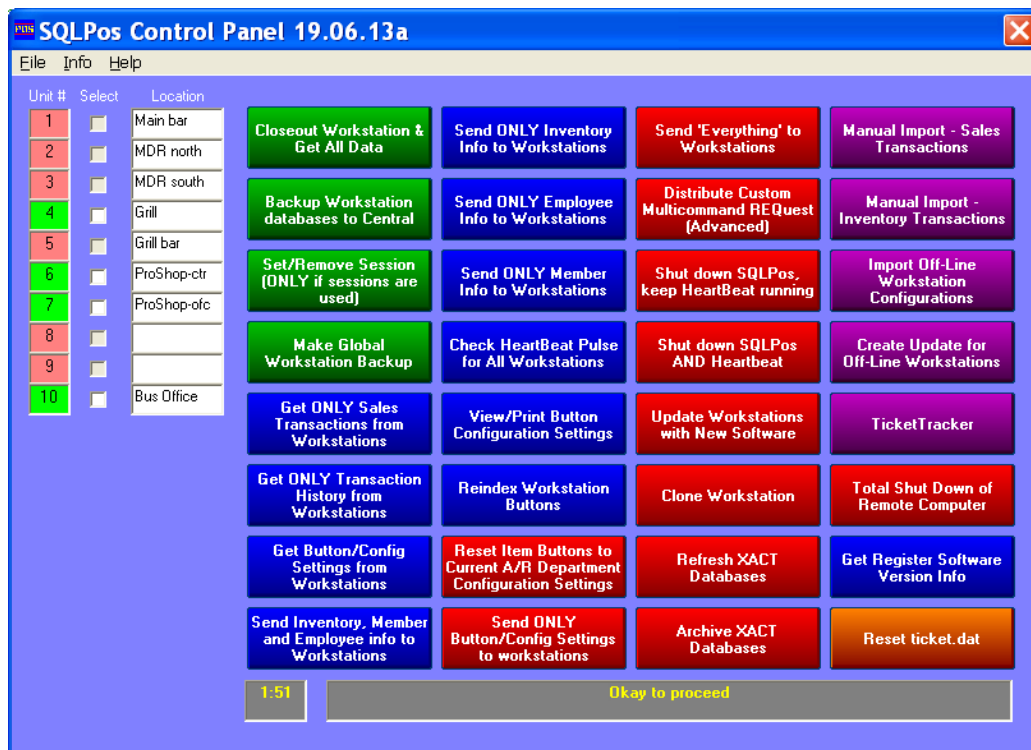 POS SQLPos Control Panel 19.06.13a
File Info Help
Unit # Select Location
1 Main bar
2 MDR north
3 MDR south
4 Grill
5 Grill bar
6 ProShop-ctr
7 ProShop-ofc
8
9
10 Bus Office
Closeout Workstation &
Get All Data
Send ONLY Inventory
Info to Workstations
Send 'Everything' to
Workstations
Manual Import - Sales
Transactions
Backup Workstation
databases to Central
Send ONLY Employee
Info to Workstations
Distribute Custom
Multicommand REQuest
(Advanced)
Manual Import -
Inventory Transactions
Set/Remove Session
(ONLY if sessions are
used)
Send ONLY Member
Info to Workstations
Shut down SQLPos,
keep HeartBeat running
Import Off-Line
Workstation
Configurations
Make Global
Workstation Backup
Check HeartBeat Pulse
for All Workstations
Shut down SQLPos
AND Heartbeat
Create Update for
Off-Line Workstations
Get ONLY Sales
Transactions from
Workstations
View/Print Button
Configuration Settings
Update Workstations
with New Software
TicketTracker
Get ONLY Transaction
History from
Workstations
Reindex Workstation
Buttons
Clone Workstation
Total Shut Down of
Remote Computer
Get Button/Config
Settings from
Workstations
Reset Item Buttons to
Current A/R Department
Configuration Settings
Refresh XACT
Databases
Get Register Software
Version Info
Send Inventory, Member
and Employee info to
Workstations
Send ONLY
Button/Config Settings
to workstations
Archive XACT
Databases
Reset ticket.dat
1:51
Okay to proceed